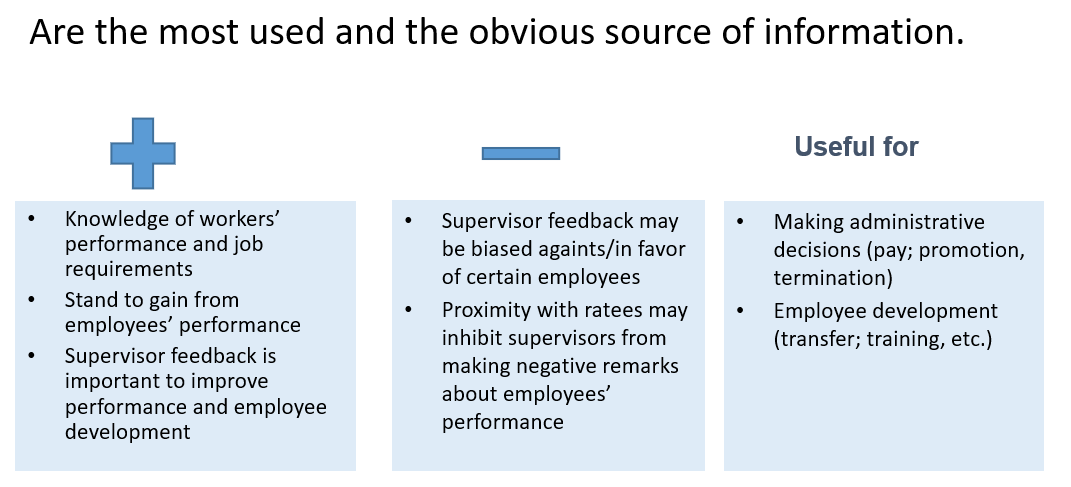 Are the most used and the obvious source of information.
Useful for
• Knowledge of workers’
performance and job
requirements
• Stand to gain from
employees’ performance
• Supervisor feedback is
important to improve
performance and employee
development
• Supervisor feedback may
be biased againts/in favor
of certain employees
• Proximity with ratees may
inhibit supervisors from
making negative remarks
about employees’
performance
• Making administrative
decisions (pay; promotion,
termination)
• Employee development
(transfer; training, etc.)